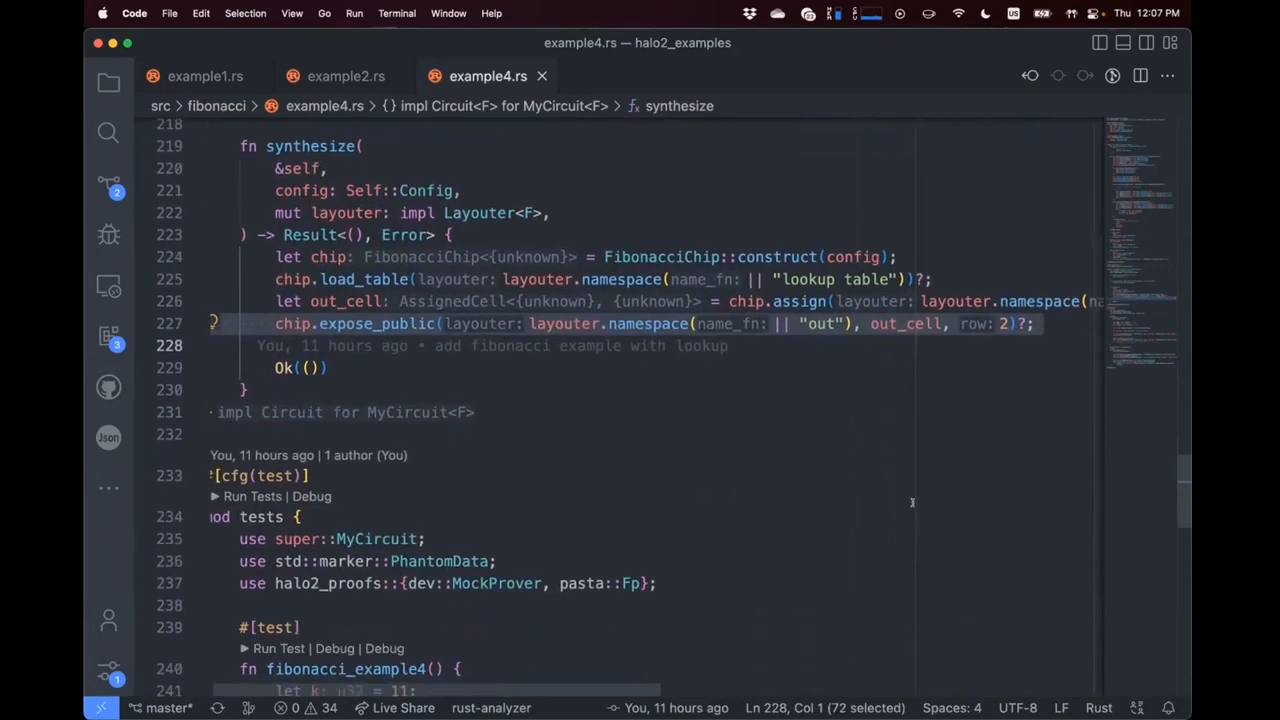 Code File Edit Selection View Go Run Terminal Window Help Thu 12:07 PM
example4.rs — halo2_examples
example1.rs example2.rs example4.rs
src › fibonacci › example4.rs › {} impl Circuit<F> for MyCircuit<F> › synthesize
218
219 fn synthesize(
220 &self,
221 config: Self::Config,
222 mut layouter: impl Layouter<F>,
223 ) -> Result<(), Error> {
224 let chip: FibonacciChip<{unknown}> = FibonacciChip::construct(config);
225 chip.load_table(layouter: layouter.namespace(name_fn: || "lookup table"))?;
226 let out_cell: AssignedCell<{unknown}, {unknown}> = chip.assign(layouter: layouter.namespace(na
227 chip.expose_public(layouter: layouter.namespace(name_fn: || "out"), out_cell, row: 2)?;
228 You, 11 hours ago • add fibonacci example with lookup
229 Ok(())
230 }
231 impl Circuit for MyCircuit<F>
232
You, 11 hours ago | 1 author (You)
233 #[cfg(test)]
Run Tests | Debug
234 mod tests {
235 use super::MyCircuit;
236 use std::marker::PhantomData;
237 use halo2_proofs::{dev::MockProver, pasta::Fp};
238
239 #[test]
Run Test | Debug | Debug
240 fn fibonacci_example4() {
241 let k: u32 = 11;
2
3
Json
1
master* 0 34 Live Share rust-analyzer You, 11 hours ago Ln 228, Col 1 (72 selected) Spaces: 4 UTF-8 LF Rust